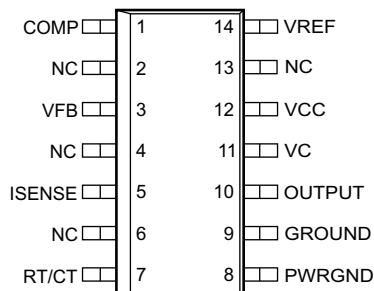 COMP 1 14 VREF
NC 2 13 NC
VFB 3 12 VCC
NC 4 11 VC
ISENSE 5 10 OUTPUT
NC 6 9 GROUND
RT/CT 7 8 PWRGND